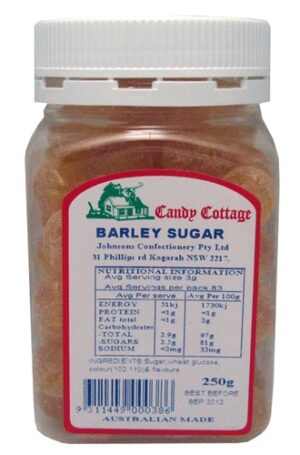 Candy Cottage
BARLEY SUGAR
Johnsons Confectionery Pty Ltd
31 Phillips rd Kogarah NSW 2217.
NUTRITIONAL INFORMATION
Avg Serving size 3g
Avg Servings per pack 83
Avg Per serve Avg Per 100g
ENERGY 51kj 1730kj
PROTEIN <1g <1g
FAT total <1g 2g
Carbohydrates
-TOTAL 2.9g 97g
-SUGARS 2.5g 81g
SODIUM <2mg 32mg
INGREDIENTS Sugar, wheat glucose,
colour(102,110)& flavours.
250g
BEST BEFORE
SEP 2012
9 311449 000386
AUSTRALIAN MADE